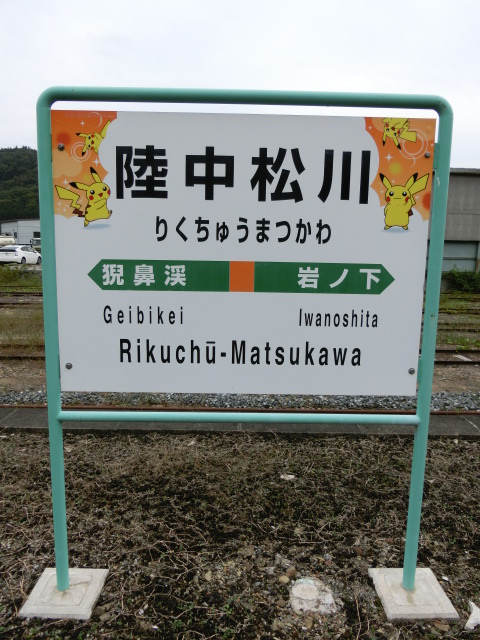 陸中松川
りくちゅうまつかわ
猊鼻渓 岩ノ下
Geibikei Iwanoshita
Rikuchū-Matsukawa